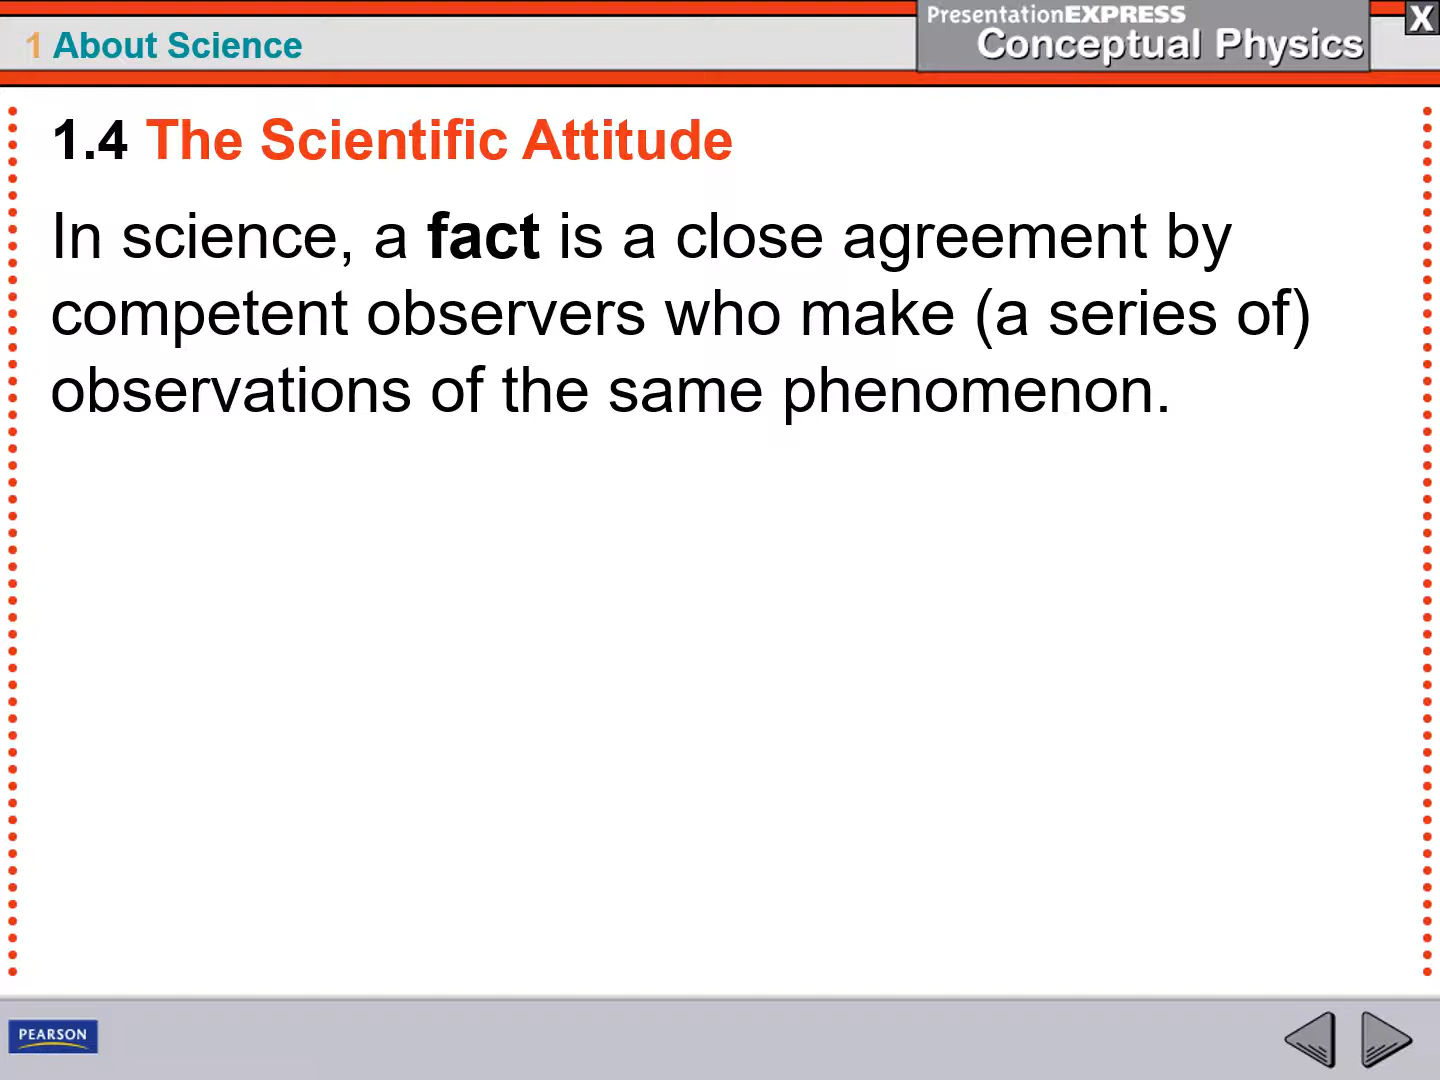 1 About Science
PresentationEXPRESS
Conceptual Physics
X
1.4 The Scientific Attitude
In science, a fact is a close agreement by
competent observers who make (a series of)
observations of the same phenomenon.
PEARSON